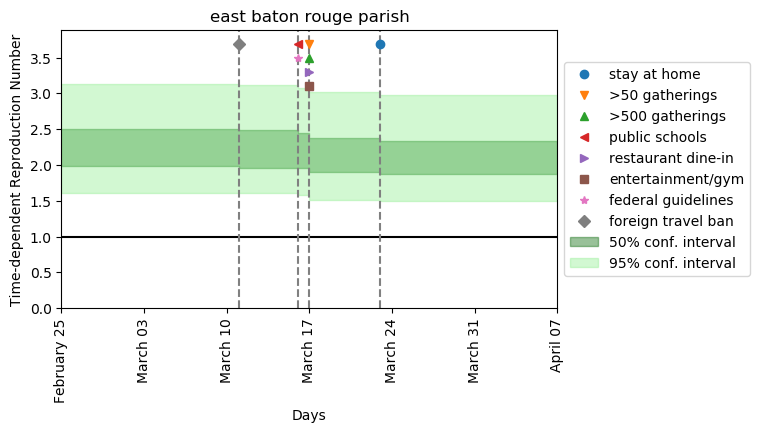 east baton rouge parish
Time-dependent Reproduction Number
3.5
3.0
2.5
2.0
1.5
1.0
0.5
0.0
February 25
March 03
March 10
March 17
March 24
March 31
April 07
Days
stay at home
>50 gatherings
>500 gatherings
public schools
restaurant dine-in
entertainment/gym
federal guidelines
foreign travel ban
50% conf. interval
95% conf. interval